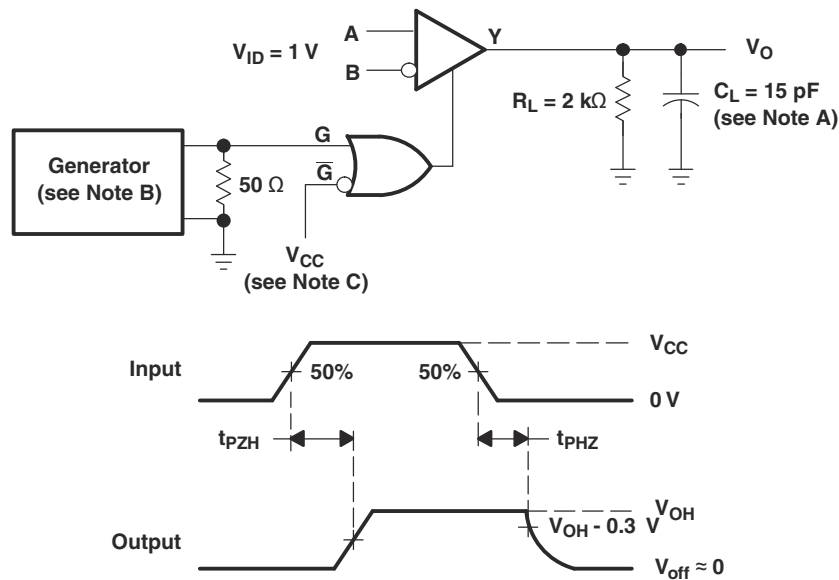 A
Y
V_O
V_ID = 1 V
B
R_L = 2 kΩ
C_L = 15 pF
(see Note A)
G
G̅
Generator
(see Note B)
50 Ω
V_CC
(see Note C)
V_CC
Input
50%
50%
0 V
t_PZH
t_PHZ
V_OH
V_OH - 0.3 V
Output
V_off ≈ 0